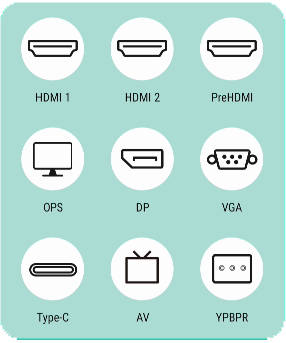 HDMI 1
HDMI 2
PreHDMI
OPS
DP
VGA
Type-C
AV
YPBPR